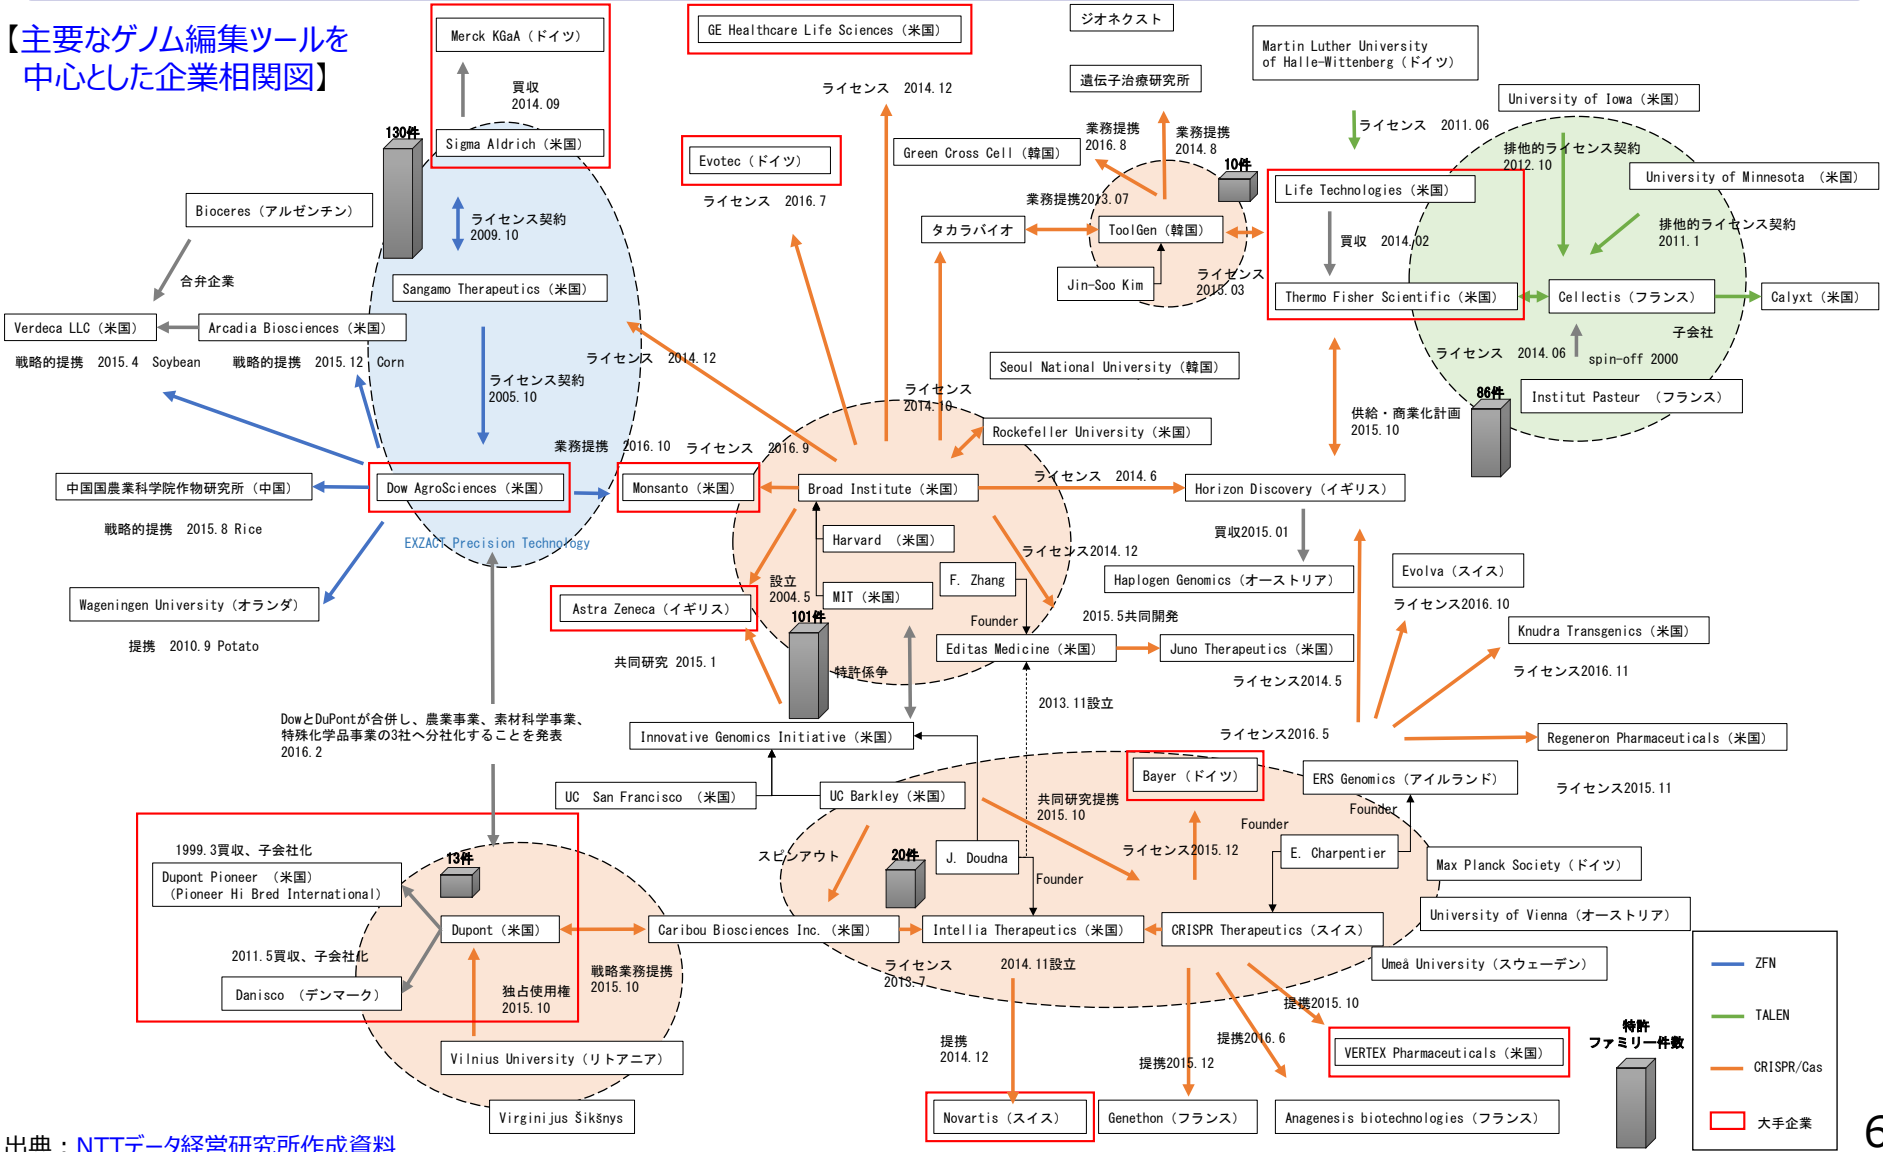 【主要なゲノム編集ツールを
中心とした企業相関図】
Merck KGaA（ドイツ）
買収
2014.09
Sigma Aldrich（米国）
130件
GE Healthcare Life Sciences（米国）
ライセンス 2014.12
Evotec（ドイツ）
ライセンス 2016.7
ジオネクスト
遺伝子治療研究所
業務提携
2016.8
業務提携
2014.8
Green Cross Cell（韓国）
10件
業務提携2013.07
タカラバイオ
ToolGen（韓国）
Jin-Soo Kim
ライセンス
2015.03
Martin Luther University
of Halle-Wittenberg（ドイツ）
ライセンス 2011.06
University of Iowa（米国）
排他的ライセンス契約
2012.10
University of Minnesota （米国）
排他的ライセンス契約
2011.1
Life Technologies（米国）
買収 2014.02
Thermo Fisher Scientific（米国）
Cellectis（フランス）
Calyxt（米国）
子会社
ライセンス 2014.06
spin-off 2000
Institut Pasteur （フランス）
86件
供給・商業化計画
2015.10
Bioceres（アルゼンチン）
合弁企業
ライセンス契約
2009.10
Sangamo Therapeutics（米国）
Verdeca LLC（米国）
Arcadia Biosciences（米国）
戦略的提携 2015.4 Soybean
戦略的提携 2015.12 Corn
ライセンス契約
2005.10
ライセンス 2014.12
ライセンス
2014.10
Seoul National University（韓国）
Rockefeller University（米国）
業務提携 2016.10
ライセンス 2016.9
ライセンス 2014.6
中国国農業科学院作物研究所（中国）
Dow AgroSciences（米国）
Monsanto（米国）
Broad Institute（米国）
Horizon Discovery（イギリス）
戦略的提携 2015.8 Rice
EXZACT Precision Technology
Harvard （米国）
ライセンス2014.12
買収2015.01
Haplogen Genomics（オーストリア）
Wageningen University（オランダ）
提携 2010.9 Potato
設立
2004.5
MIT（米国）
F. Zhang
Founder
Astra Zeneca（イギリス）
101件
共同研究 2015.1
特許係争
Editas Medicine（米国）
2015.5共同開発
Juno Therapeutics（米国）
ライセンス2014.5
2013.11設立
Evolva（スイス）
ライセンス2016.10
Knudra Transgenics（米国）
ライセンス2016.11
DowとDuPontが合併し、農業事業、素材科学事業、
特殊化学品事業の3社へ分社化することを発表
2016.2
Innovative Genomics Initiative（米国）
ライセンス2016.5
Regeneron Pharmaceuticals（米国）
ライセンス2015.11
UC San Francisco （米国）
UC Barkley（米国）
共同研究提携
2015.10
Bayer（ドイツ）
ERS Genomics（アイルランド）
Founder
Founder
スピンアウト
20件
J. Doudna
Founder
ライセンス2015.12
E. Charpentier
Max Planck Society（ドイツ）
University of Vienna（オーストリア）
Umeå University（スウェーデン）
1999.3買収、子会社化
Dupont Pioneer （米国）
（Pioneer Hi Bred International）
13件
Dupont（米国）
2011.5買収、子会社化
Danisco （デンマーク）
独占使用権
2015.10
戦略業務提携
2015.10
Caribou Biosciences Inc.（米国）
Intellia Therapeutics（米国）
CRISPR Therapeutics（スイス）
ライセンス
2013.7
2014.11設立
Vilnius University（リトアニア）
Virginijus Šikšnys
提携
2014.12
提携2015.12
提携2016.6
提携2015.10
VERTEX Pharmaceuticals（米国）
Novartis（スイス）
Genethon（フランス）
Anagenesis biotechnologies（フランス）
特許
ファミリー件数
ZFN
TALEN
CRISPR/Cas
大手企業
出典：NTTデータ経営研究所作成資料
6